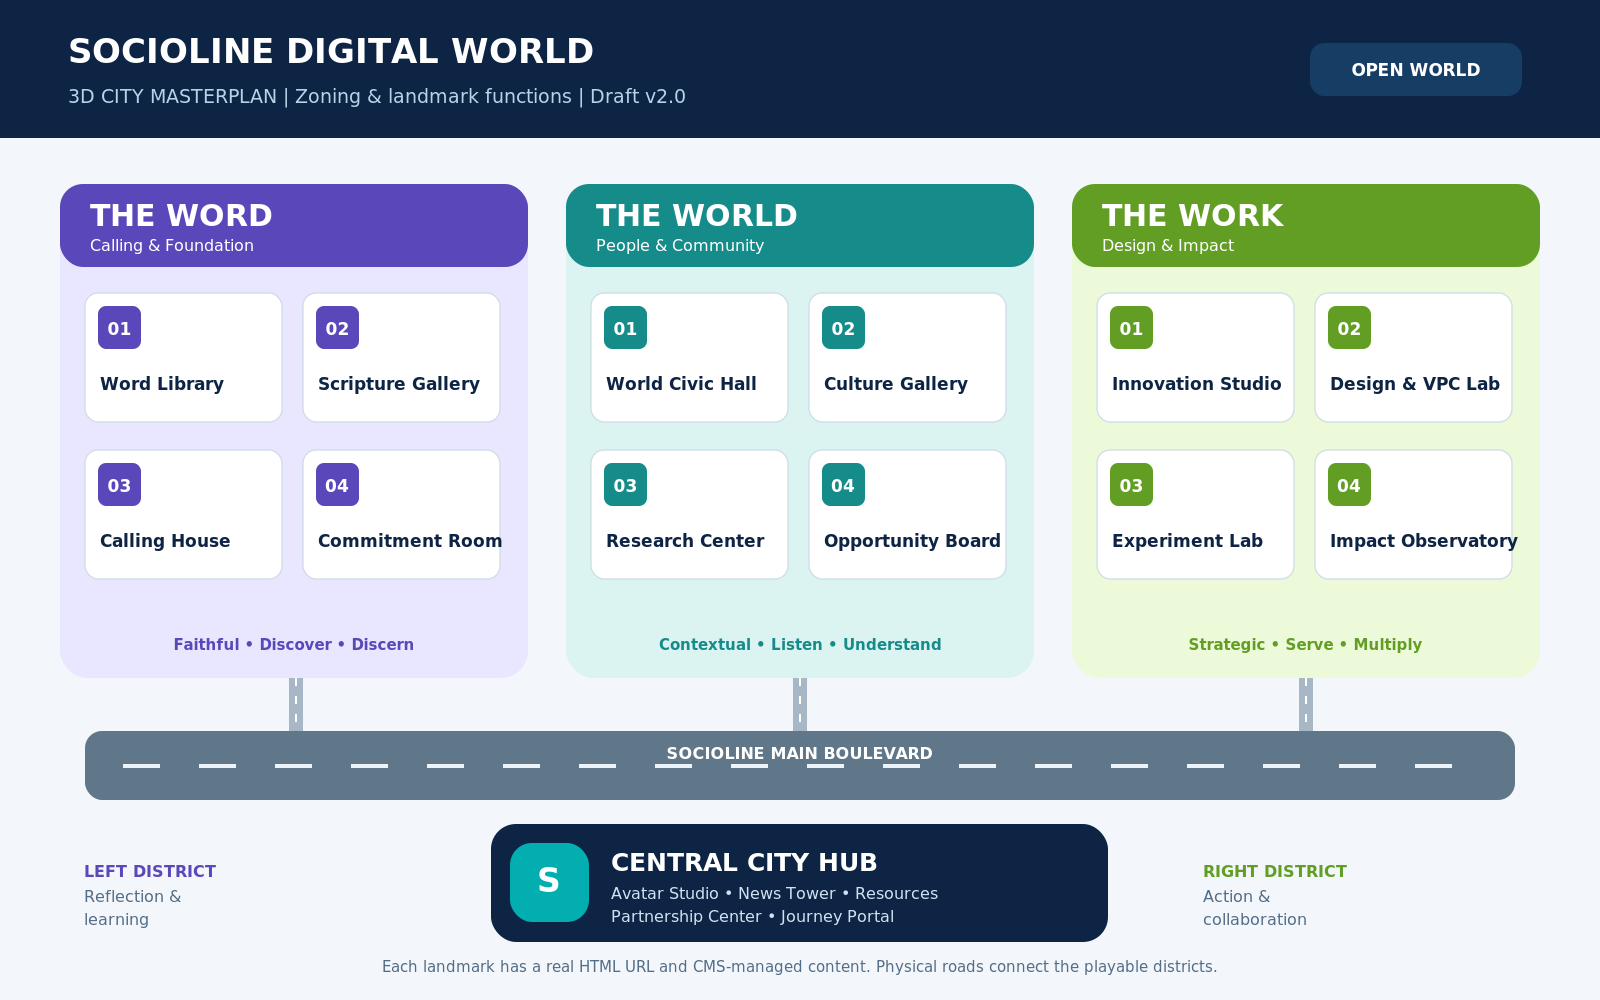 SOCIOLINE DIGITAL WORLD
3D CITY MASTERPLAN | Zoning & landmark functions | Draft v2.0
OPEN WORLD
THE WORD
Calling & Foundation
01
Word Library
02
Scripture Gallery
03
Calling House
04
Commitment Room
Faithful • Discover • Discern
THE WORLD
People & Community
01
World Civic Hall
02
Culture Gallery
03
Research Center
04
Opportunity Board
Contextual • Listen • Understand
THE WORK
Design & Impact
01
Innovation Studio
02
Design & VPC Lab
03
Experiment Lab
04
Impact Observatory
Strategic • Serve • Multiply
SOCIOLINE MAIN BOULEVARD
LEFT DISTRICT
Reflection &
learning
S
CENTRAL CITY HUB
Avatar Studio • News Tower • Resources
Partnership Center • Journey Portal
RIGHT DISTRICT
Action &
collaboration
Each landmark has a real HTML URL and CMS-managed content. Physical roads connect the playable districts.